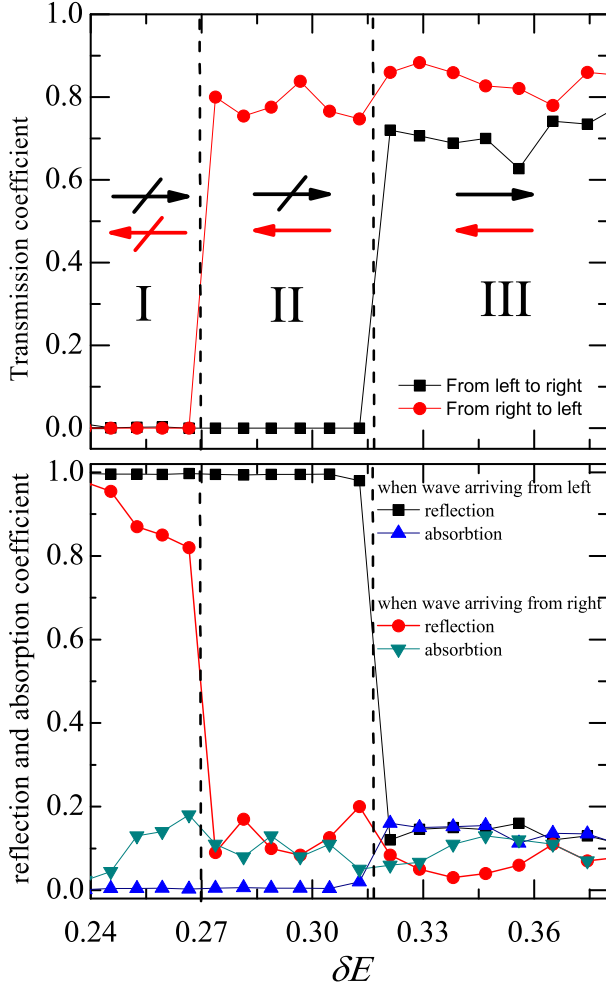 1.0
0.8
0.6
0.4
0.2
0.0
Transmission coefficient
I
II
III
From left to right
From right to left
1.0
0.8
0.6
0.4
0.2
0.0
reflection and absorption coefficient
when wave arriving from left
reflection
absorbtion
when wave arriving from right
reflection
absorbtion
0.24
0.27
0.30
0.33
0.36
δE